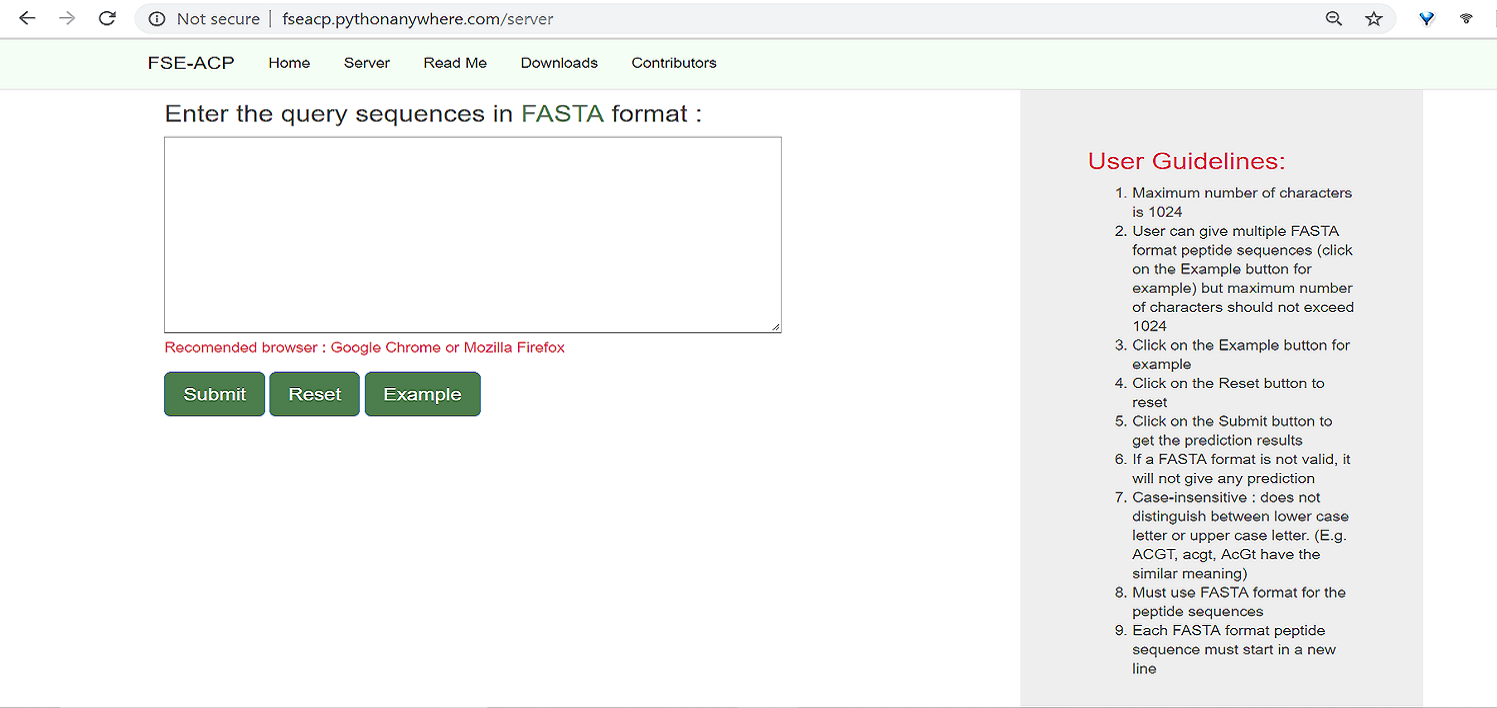 Not secure | fseacp.pythonanywhere.com/server
FSE-ACP Home Server Read Me Downloads Contributors
Enter the query sequences in FASTA format :
Recomended browser : Google Chrome or Mozilla Firefox
Submit Reset Example
User Guidelines:
1. Maximum number of characters
is 1024
2. User can give multiple FASTA
format peptide sequences (click
on the Example button for
example) but maximum number
of characters should not exceed
1024
3. Click on the Example button for
example
4. Click on the Reset button to
reset
5. Click on the Submit button to
get the prediction results
6. If a FASTA format is not valid, it
will not give any prediction
7. Case-insensitive : does not
distinguish between lower case
letter or upper case letter. (E.g.
ACGT, acgt, AcGt have the
similar meaning)
8. Must use FASTA format for the
peptide sequences
9. Each FASTA format peptide
sequence must start in a new
line